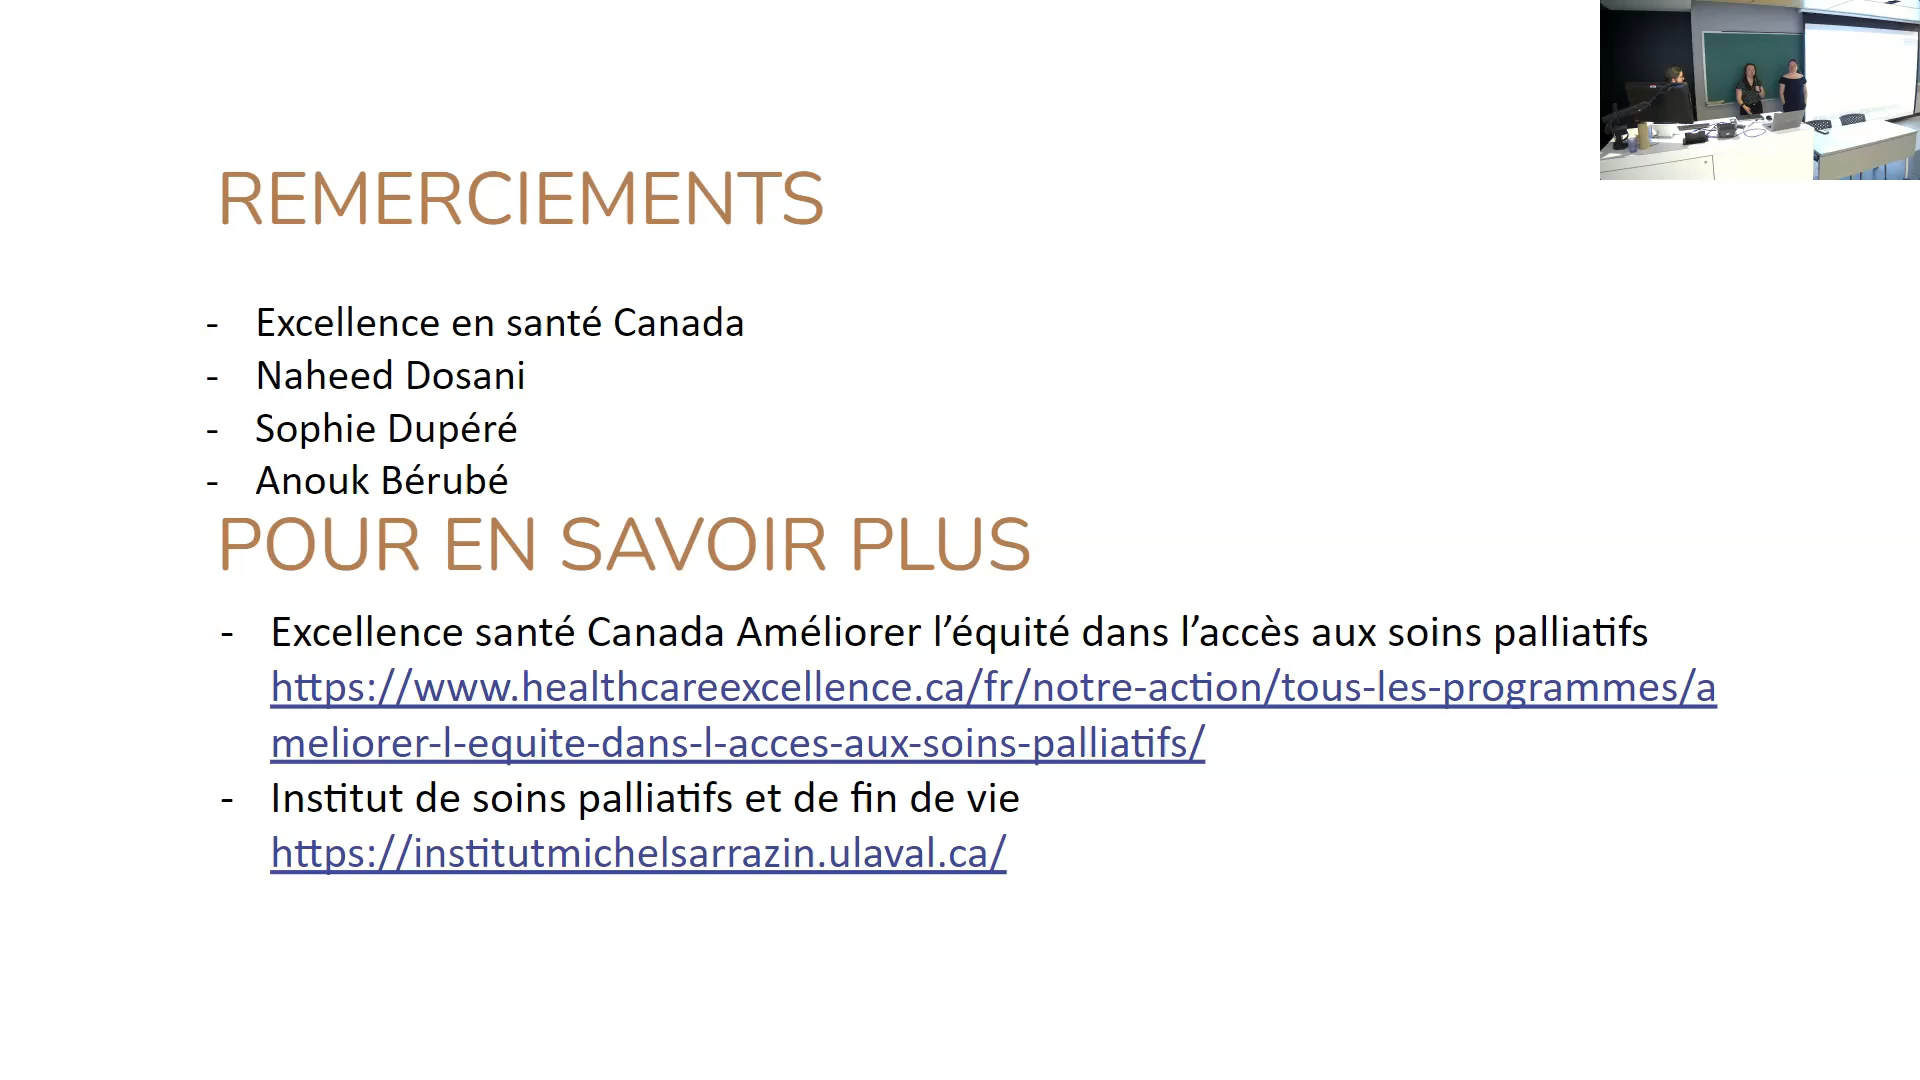 REMERCIEMENTS
- Excellence en santé Canada
- Naheed Dosani
- Sophie Dupéré
- Anouk Bérubé
POUR EN SAVOIR PLUS
- Excellence santé Canada Améliorer l’équité dans l’accès aux soins palliatifs
https://www.healthcareexcellence.ca/fr/notre-action/tous-les-programmes/a
meliorer-l-equite-dans-l-acces-aux-soins-palliatifs/
- Institut de soins palliatifs et de fin de vie
https://institutmichelsarrazin.ulaval.ca/